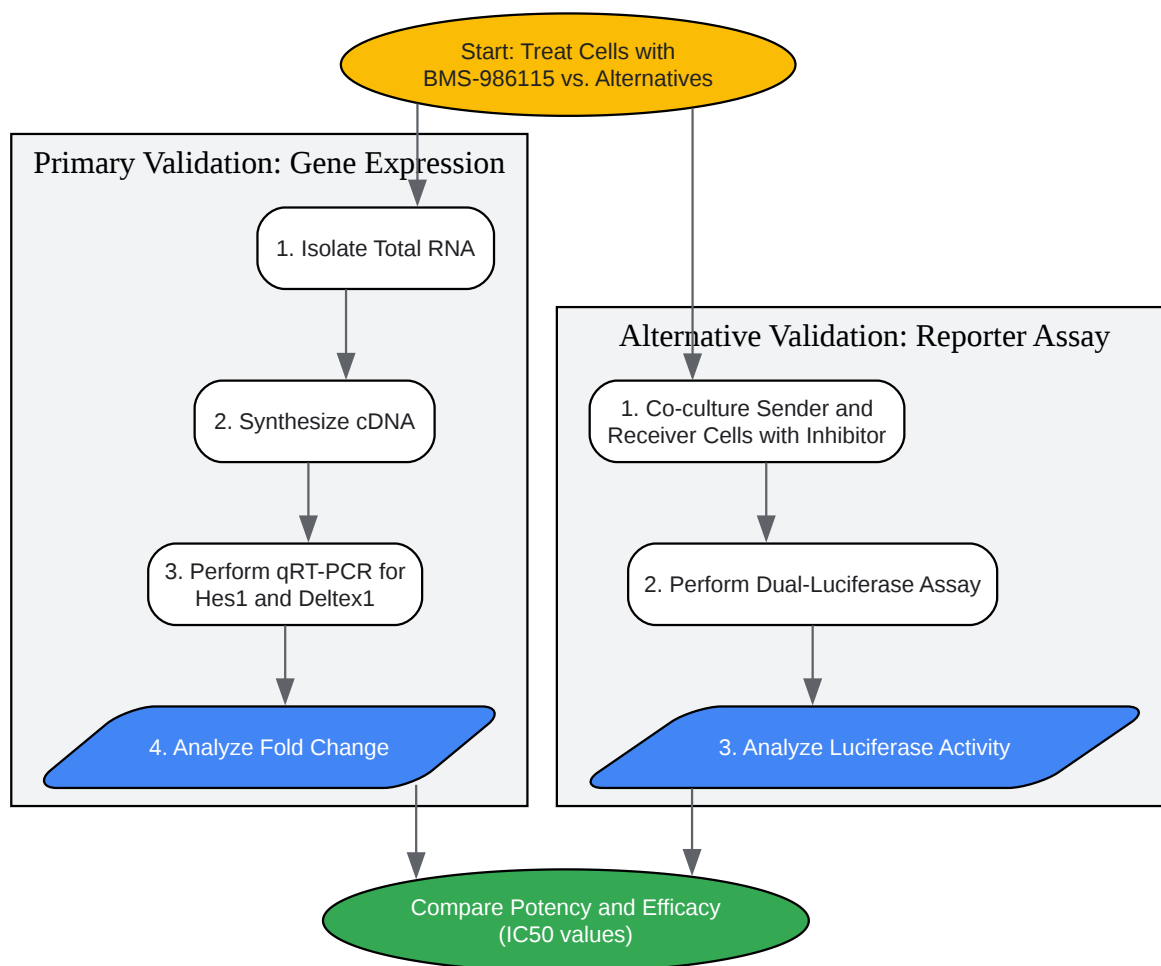 Start: Treat Cells with
BMS-986115 vs. Alternatives
Primary Validation: Gene Expression
1. Isolate Total RNA
2. Synthesize cDNA
3. Perform qRT-PCR for
Hes1 and Deltex1
4. Analyze Fold Change
Alternative Validation: Reporter Assay
1. Co-culture Sender and
Receiver Cells with Inhibitor
2. Perform Dual-Luciferase Assay
3. Analyze Luciferase Activity
Compare Potency and Efficacy
(IC50 values)